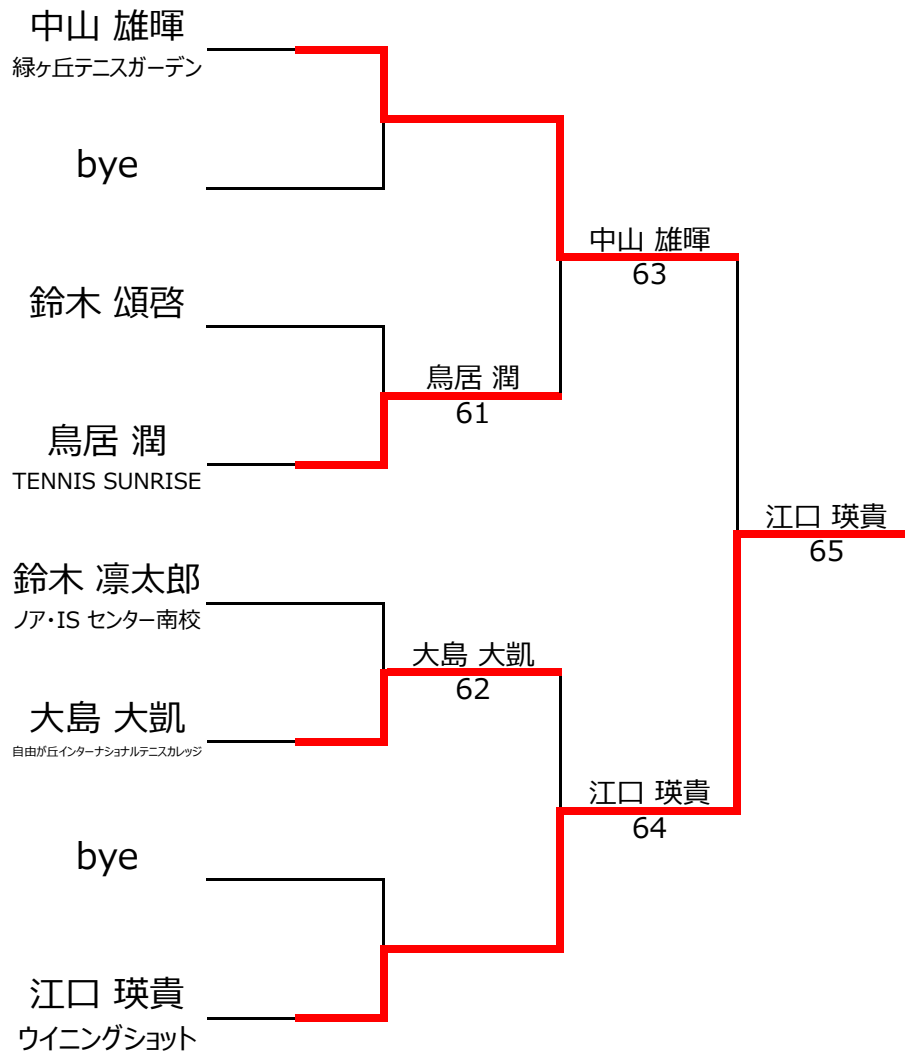 中山 雄暉
緑ヶ丘テニスガーデン
bye
鈴木 頌啓
鳥居 潤
TENNIS SUNRISE
鈴木 凛太郎
ノア・IS センター南校
大島 大凱
自由が丘インターナショナルテニスカレッジ
bye
江口 瑛貴
ウイニングショット
鳥居 潤
61
大島 大凱
62
中山 雄暉
63
江口 瑛貴
64
江口 瑛貴
65